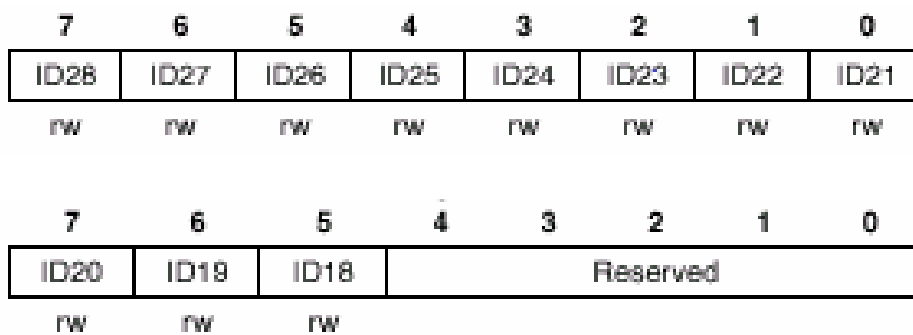 7 6 5 4 3 2 1 0
ID28 ID27 ID26 ID25 ID24 ID23 ID22 ID21
rw rw rw rw rw rw rw rw
7 6 5 4 3 2 1 0
ID20 ID19 ID18 Reserved
rw rw rw